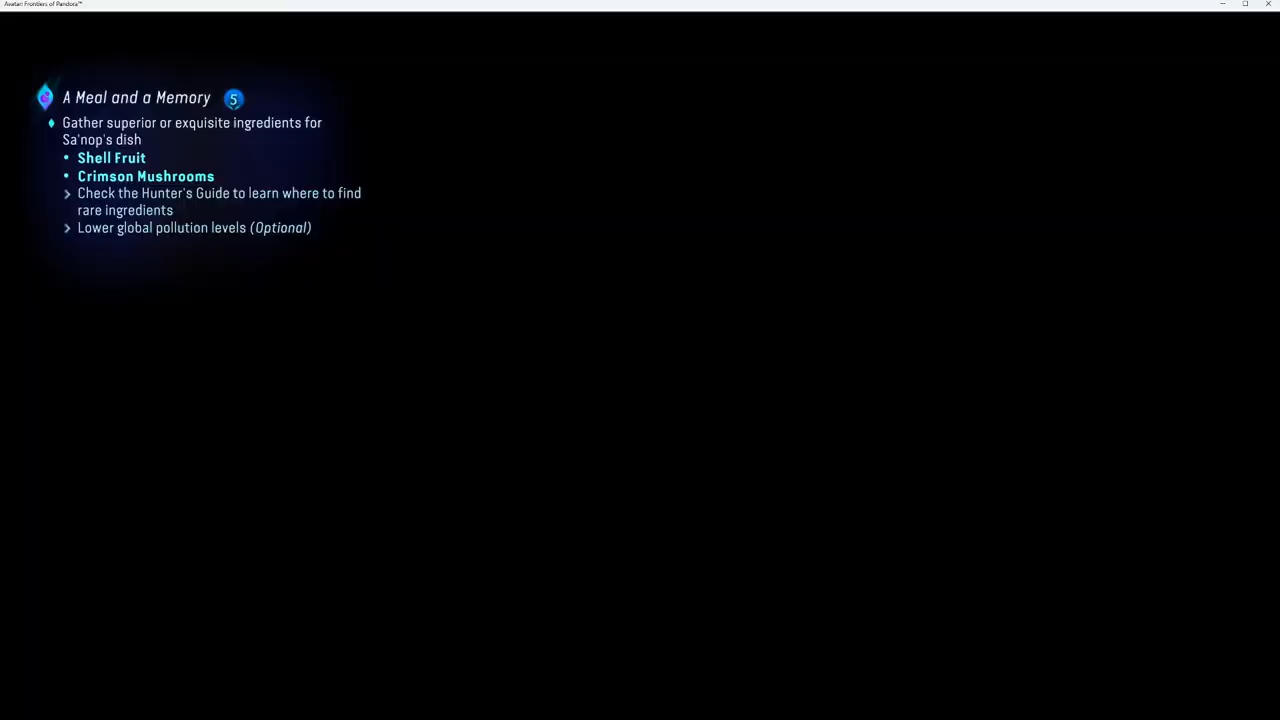 Avatar: Frontiers of Pandora™
A Meal and a Memory 5
Gather superior or exquisite ingredients for
Sa'nop's dish
• Shell Fruit
• Crimson Mushrooms
Check the Hunter's Guide to learn where to find
rare ingredients
Lower global pollution levels (Optional)